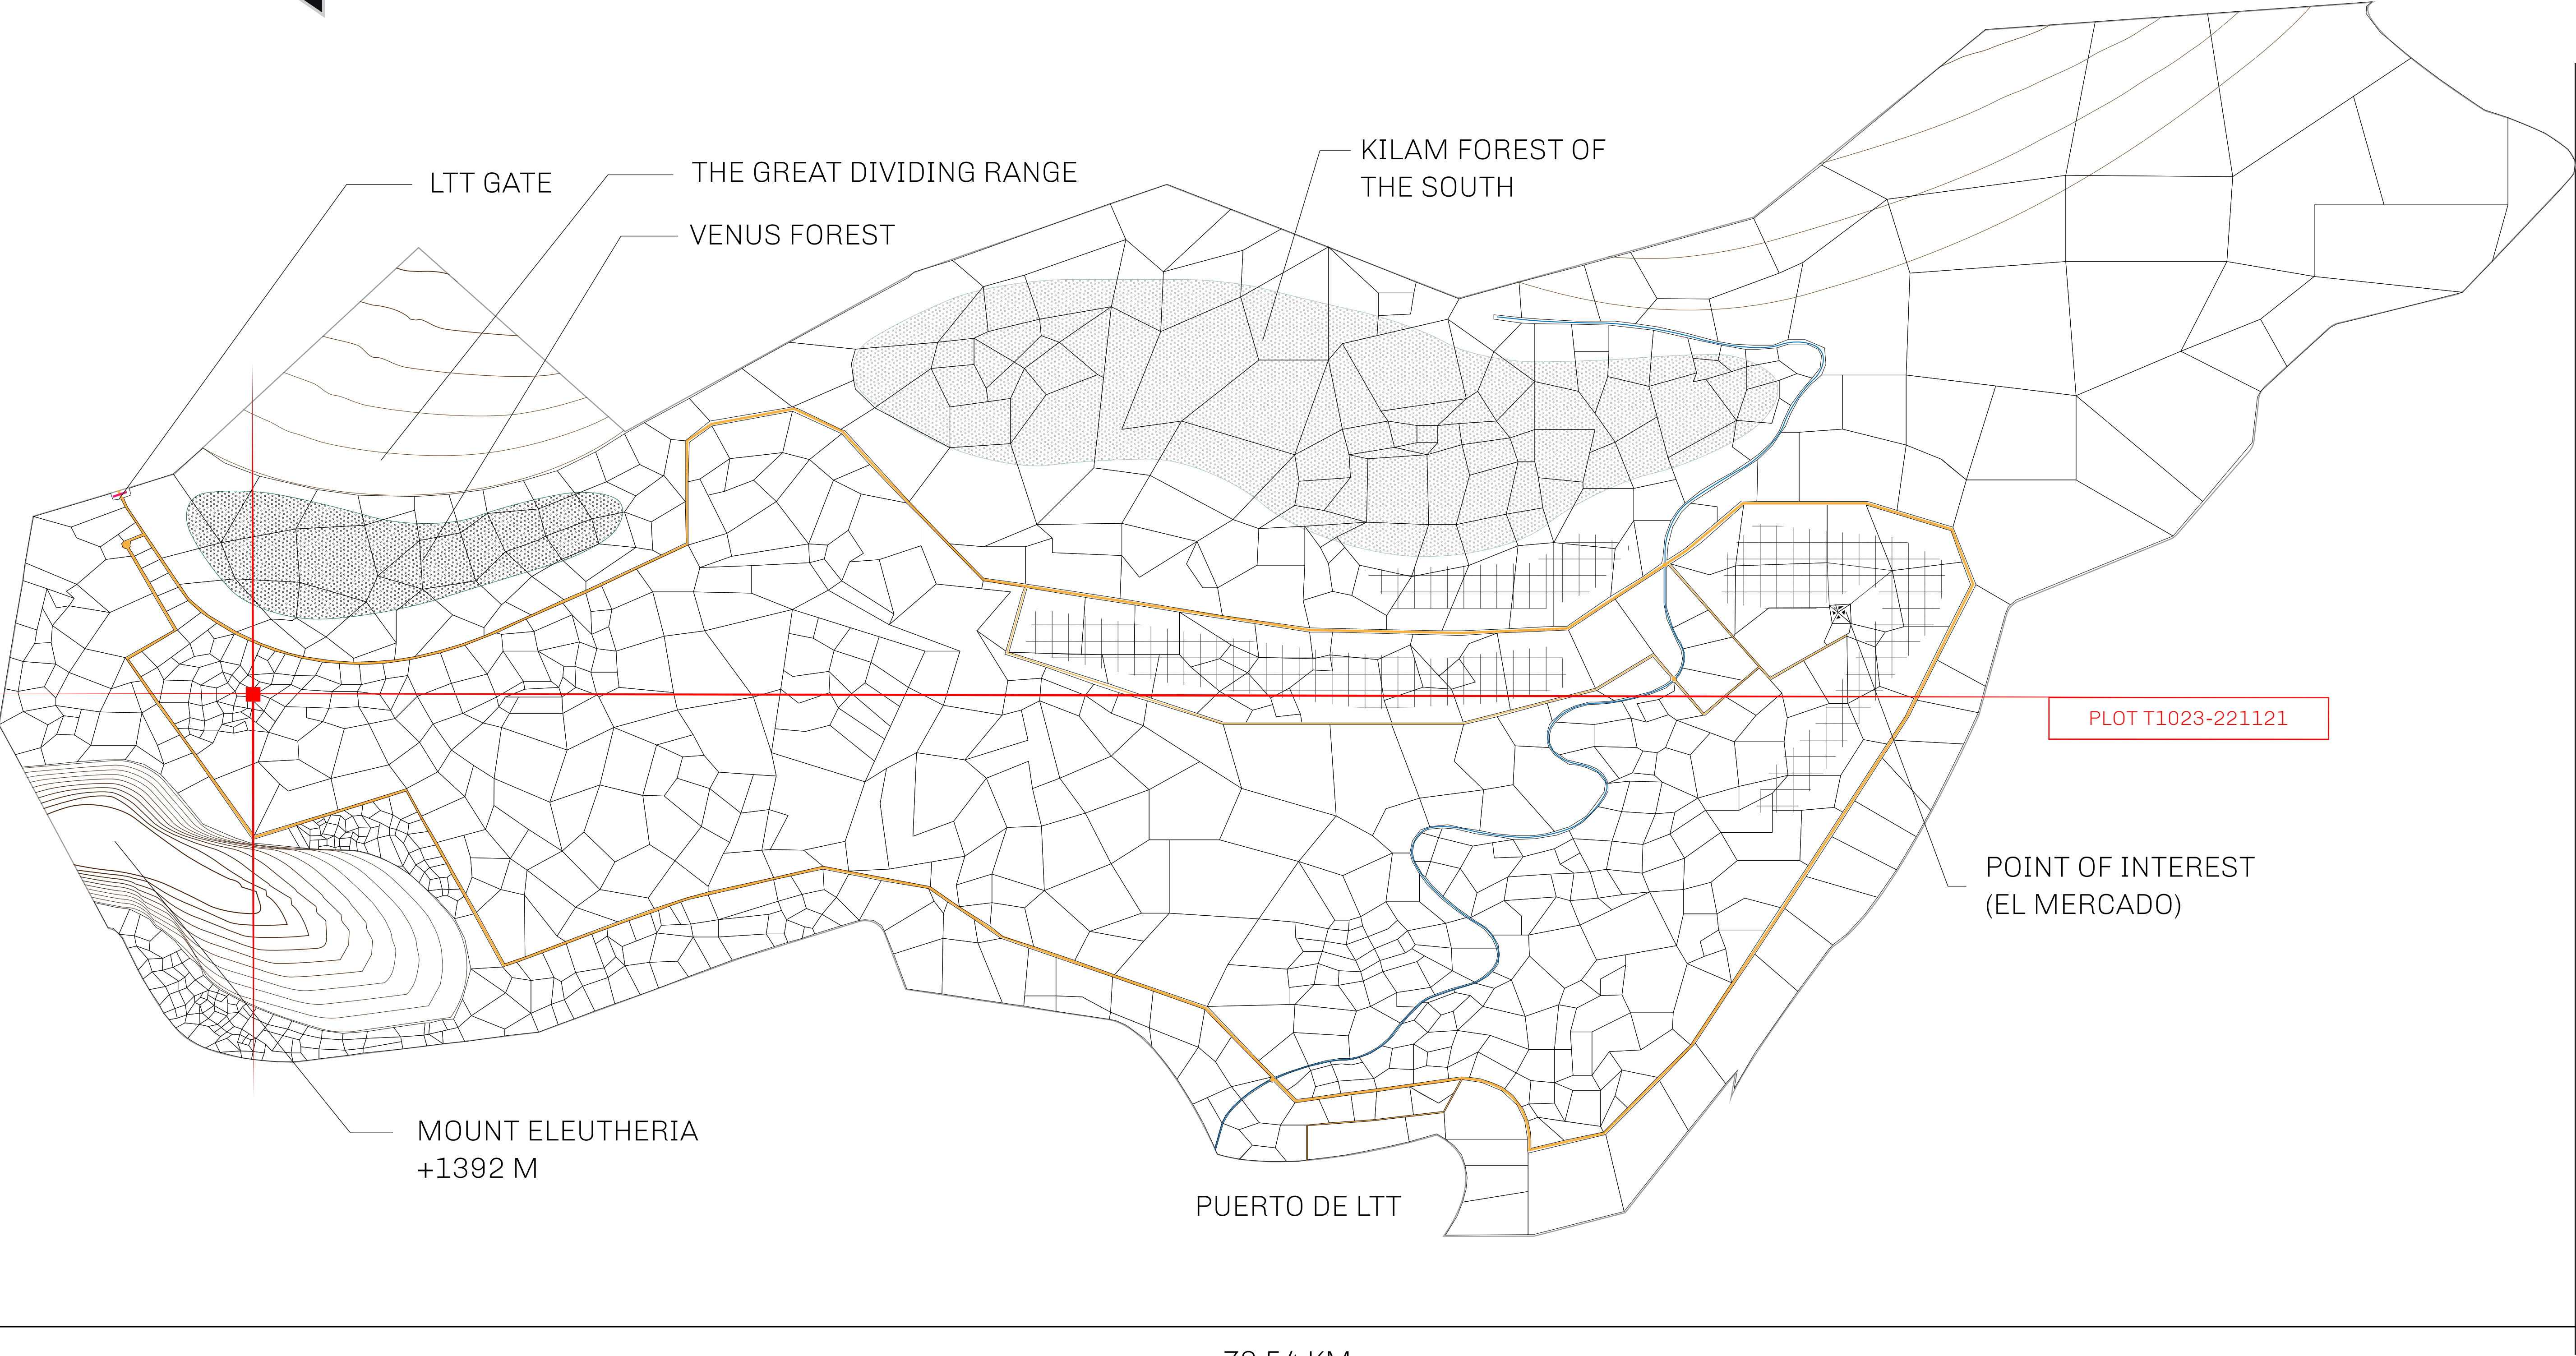 LTT GATE
THE GREAT DIVIDING RANGE
VENUS FOREST
KILAM FOREST OF
THE SOUTH
PLOT T1023-221121
POINT OF INTEREST
(EL MERCADO)
MOUNT ELEUTHERIA
+1392 M
PUERTO DE LTT